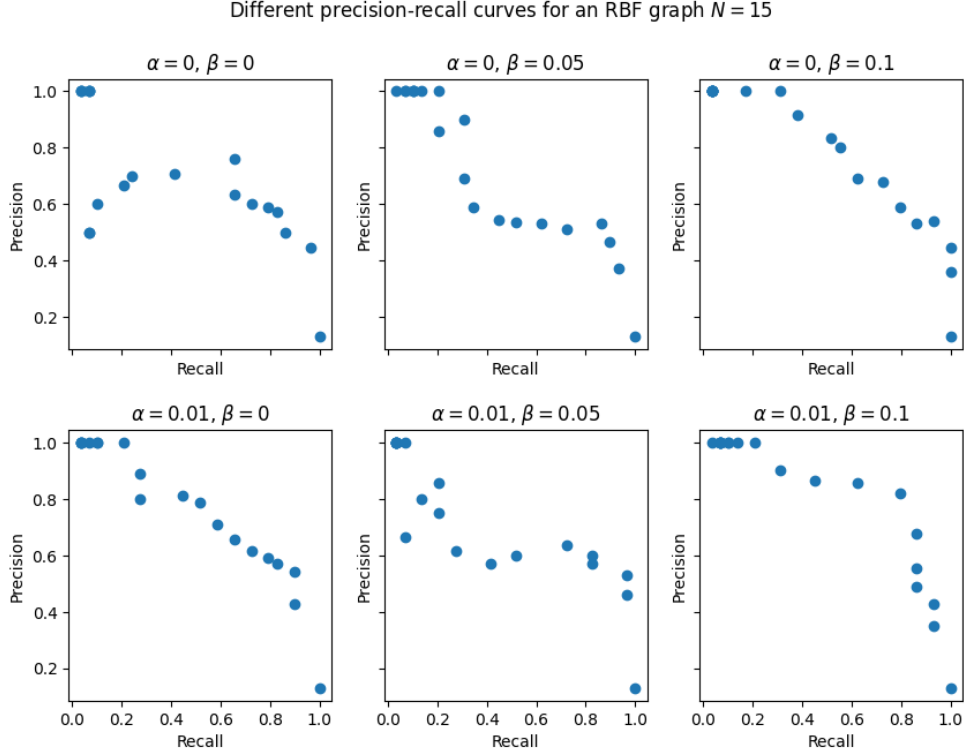 Different precision-recall curves for an RBF graph N = 15
α = 0, β = 0
α = 0, β = 0.05
α = 0, β = 0.1
1.0
0.8
0.6
0.4
0.2
Precision
Precision
Precision
Recall
Recall
Recall
α = 0.01, β = 0
α = 0.01, β = 0.05
α = 0.01, β = 0.1
1.0
0.8
0.6
0.4
0.2
Precision
Precision
Precision
0.0 0.2 0.4 0.6 0.8 1.0
0.0 0.2 0.4 0.6 0.8 1.0
0.0 0.2 0.4 0.6 0.8 1.0
Recall
Recall
Recall